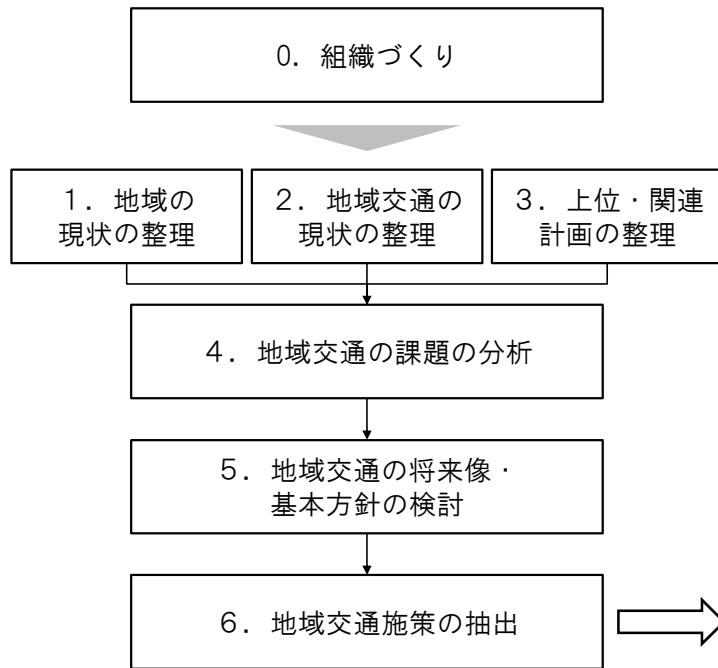 0．組織づくり
１．地域の
現状の整理
２．地域交通の
現状の整理
３．上位・関連
計画の整理
４．地域交通の課題の分析
５．地域交通の将来像・
基本方針の検討
６．地域交通施策の抽出